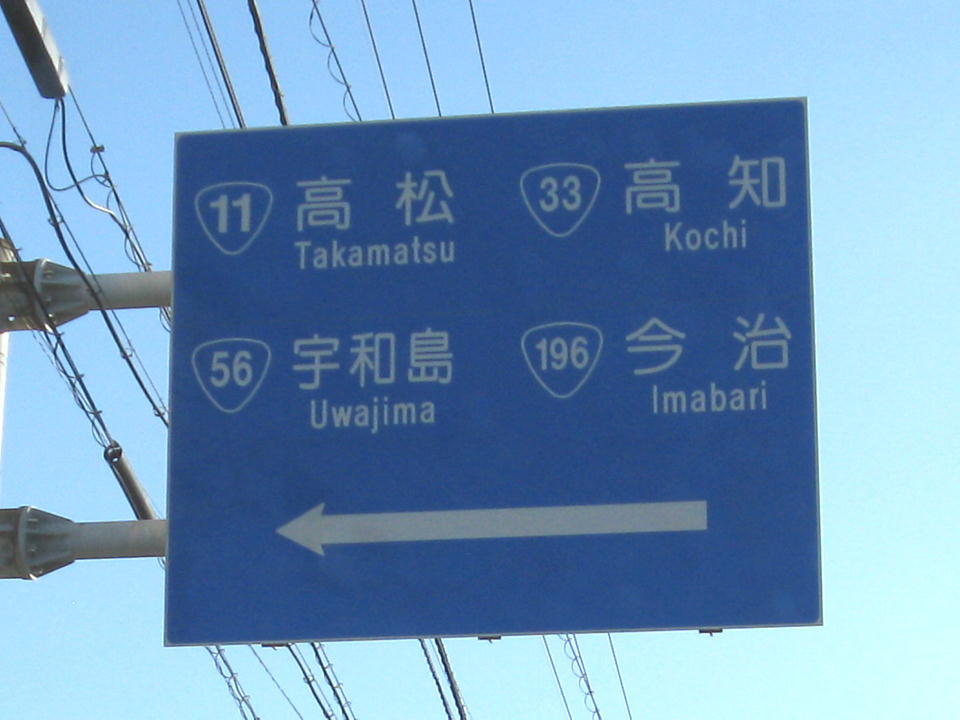 11 高松 33 高知
Takamatsu Kochi
56 宇和島 196 今治
Uwajima Imabari